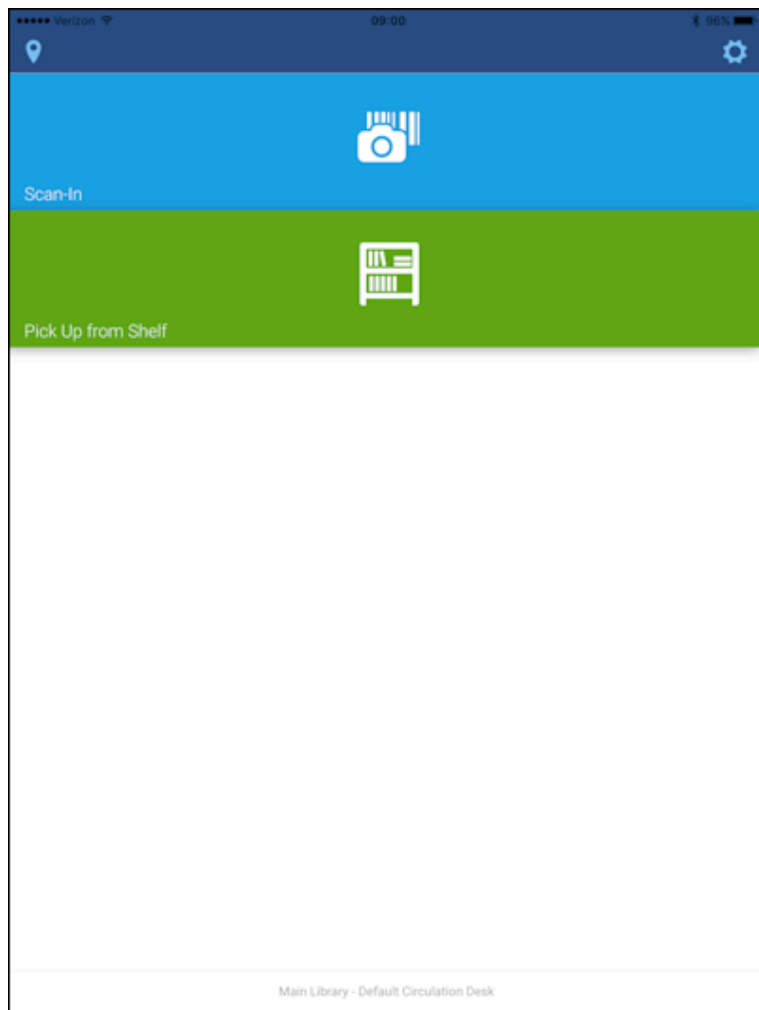 Verizon 09:00 96%
Scan-In
Pick Up from Shelf
Main Library - Default Circulation Desk